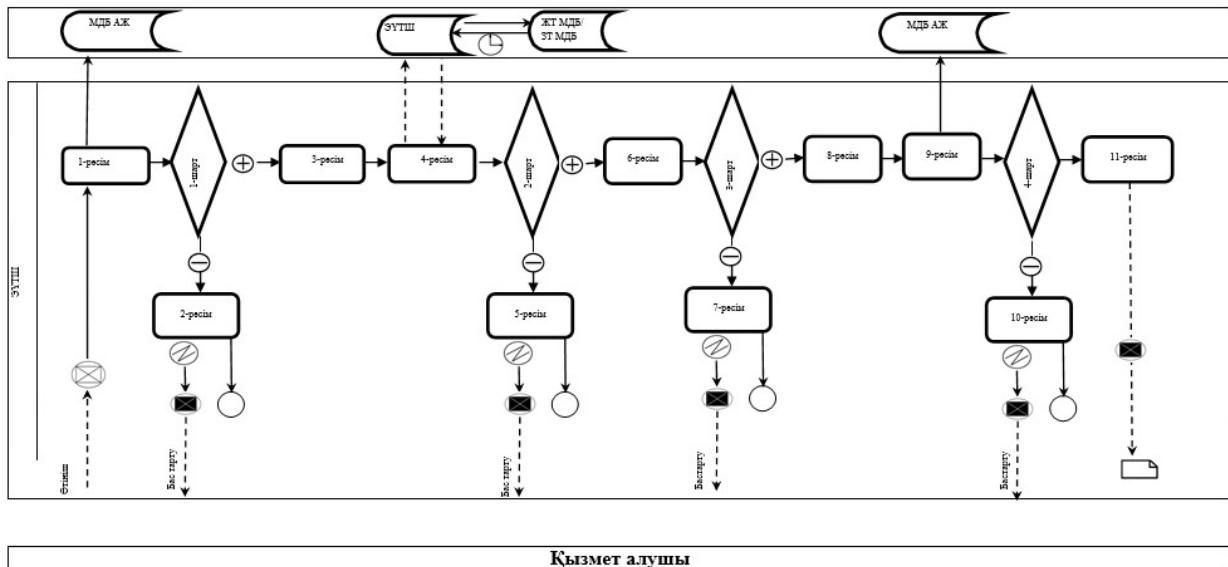 МДБ АЖ
ЭҮТШ
ЖТ МДБ/
ЗТ МДБ
МДБ АЖ
ЭҮТШ
1-рәсім
1-шарт
3-рәсім
4-рәсім
2-шарт
6-рәсім
3-шарт
8-рәсім
9-рәсім
4-шарт
11-рәсім
2-рәсім
5-рәсім
7-рәсім
10-рәсім
Өтініш
Бас тарту
Бас тарту
Бастарту
Бастарту
Қызмет алушы